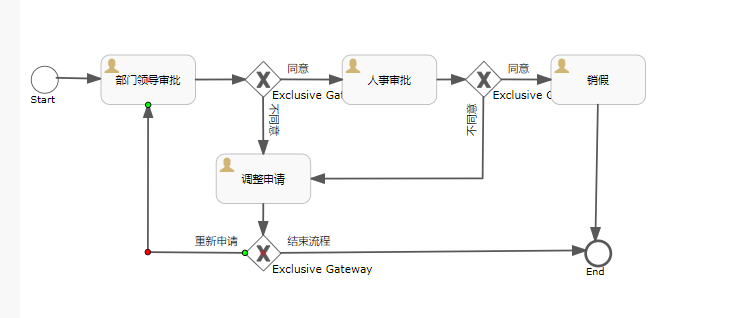 Start
部门领导审批
同意
Exclusive Gat
人事审批
同意
Exclusive G
销假
不同意
不同意
调整申请
重新申请
结束流程
Exclusive Gateway
End